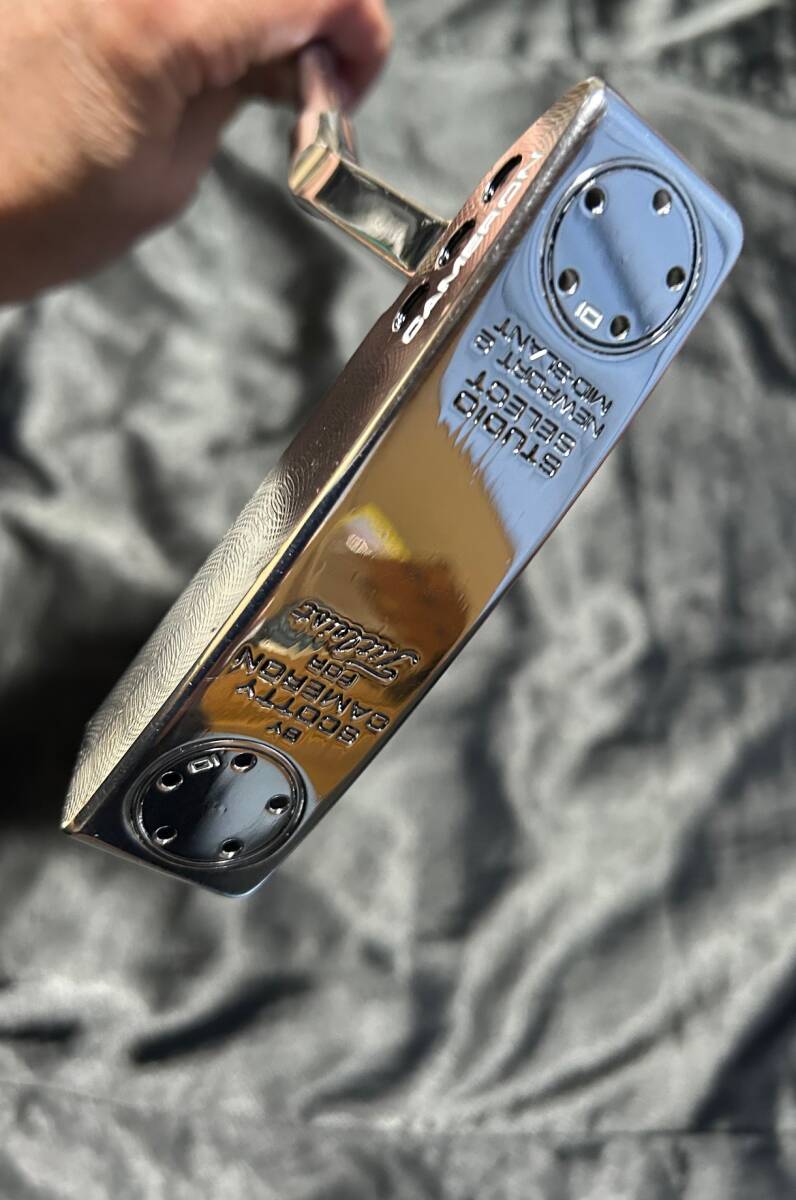 CAMERON
10
STUDIO
SELECT
NEWPORT 2
MID-SLANT
Titleist
FOR
CAMERON
SCOTTY
BY
10